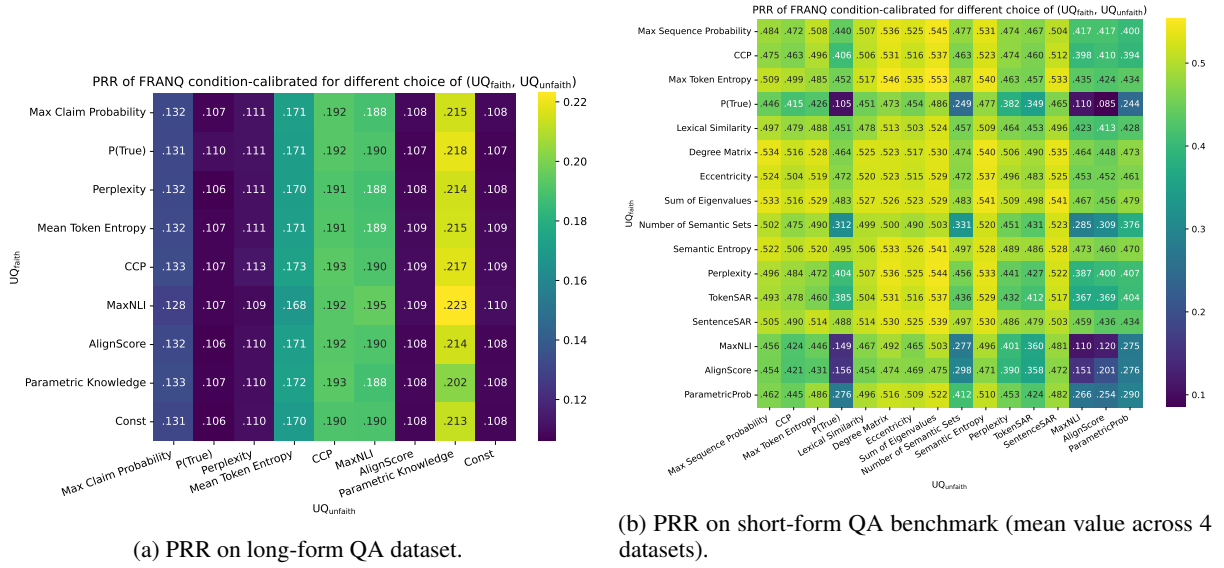 PRR of FRANQ condition-calibrated for different choice of (UQfaith, UQunfaith)
UQfaith
Max Claim Probability .132 .107 .111 .171 .192 .188 .108 .215 .108
P(True) .131 .110 .111 .171 .192 .190 .107 .218 .107
Perplexity .132 .106 .111 .170 .191 .189 .108 .214 .108
Mean Token Entropy .132 .107 .111 .171 .191 .190 .109 .215 .109
CCP .133 .107 .113 .173 .193 .190 .109 .217 .109
MaxNLI .128 .107 .109 .168 .192 .195 .109 .223 .110
AlignScore .132 .106 .110 .171 .192 .190 .108 .214 .108
Parametric Knowledge .133 .107 .110 .172 .193 .188 .108 .202 .108
Const .131 .106 .110 .170 .190 .190 .108 .213 .108
Max Claim Probability P(True) Perplexity Mean Token Entropy CCP MaxNLI AlignScore Parametric Knowledge Const
UQunfaith
0.22
0.20
0.18
0.16
0.14
0.12
(a) PRR on long-form QA dataset.
PRR of FRANQ condition-calibrated for different choice of (UQfaith, UQunfaith)
UQfaith
Max Sequence Probability .484 .472 .508 .440 .507 .536 .525 .545 .477 .531 .474 .467 .504 .417 .417 .400
CCP .475 .463 .496 .406 .506 .531 .516 .537 .463 .523 .474 .460 .512 .398 .410 .394
Max Token Entropy .509 .499 .485 .452 .517 .546 .535 .553 .487 .540 .463 .457 .533 .435 .424 .434
P(True) .446 .415 .426 .105 .451 .473 .454 .486 .249 .477 .382 .349 .465 .110 .085 .244
Lexical Similarity .497 .479 .488 .451 .478 .513 .503 .524 .457 .509 .464 .453 .496 .423 .413 .428
Degree Matrix .534 .516 .528 .464 .525 .523 .517 .530 .474 .540 .506 .490 .535 .464 .448 .473
Eccentricity .524 .504 .519 .457 .517 .523 .509 .529 .472 .537 .496 .482 .527 .453 .452 .461
Sum of Eigenvalues .533 .516 .529 .483 .527 .526 .523 .529 .483 .541 .509 .498 .541 .467 .456 .479
Number of Semantic Sets .502 .475 .490 .312 .499 .500 .490 .503 .331 .520 .451 .431 .523 .285 .309 .376
Semantic Entropy .522 .506 .520 .495 .506 .533 .526 .541 .497 .528 .489 .486 .528 .473 .460 .470
Perplexity .496 .484 .472 .404 .507 .536 .525 .544 .456 .533 .441 .427 .522 .387 .400 .407
TokenSAR .493 .478 .460 .385 .504 .531 .516 .537 .436 .529 .432 .412 .517 .367 .369 .404
SentenceSAR .505 .490 .514 .488 .514 .530 .525 .539 .497 .530 .486 .479 .503 .459 .436 .434
MaxNLI .456 .424 .446 .149 .467 .492 .465 .503 .277 .496 .401 .360 .481 .110 .120 .275
AlignScore .454 .421 .431 .156 .454 .474 .469 .475 .298 .471 .390 .358 .472 .151 .201 .276
ParametricProb .462 .445 .486 .276 .496 .516 .509 .522 .412 .510 .453 .424 .482 .266 .254 .290
Max Sequence Probability CCP Max Token Entropy P(True) Lexical Similarity Degree Matrix Eccentricity Sum of Eigenvalues Number of Semantic Sets Semantic Entropy Perplexity TokenSAR SentenceSAR MaxNLI AlignScore ParametricProb
UQunfaith
0.5
0.4
0.3
0.2
0.1
(b) PRR on short-form QA benchmark (mean value across 4
datasets).